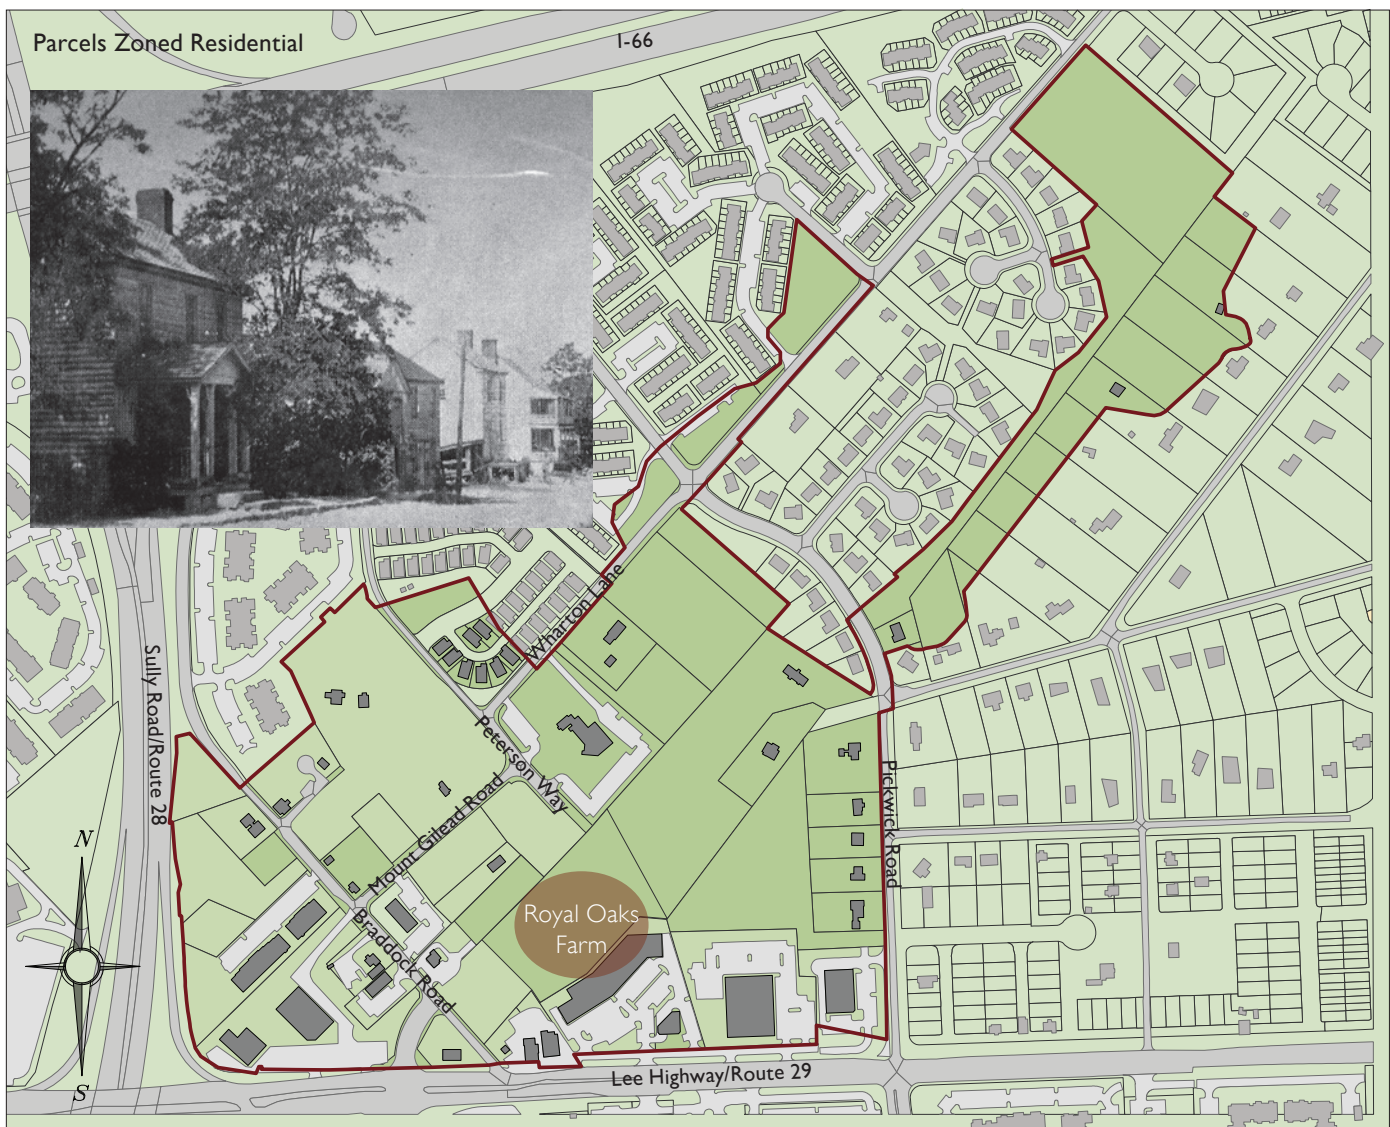 Parcels Zoned Residential
I-66
Wharton Lane
Sully Road/Route 28
Peterson Way
Mount Gilead Road
Pickwick Road
Braddock Road
Royal Oaks
Farm
N
S
Lee Highway/Route 29